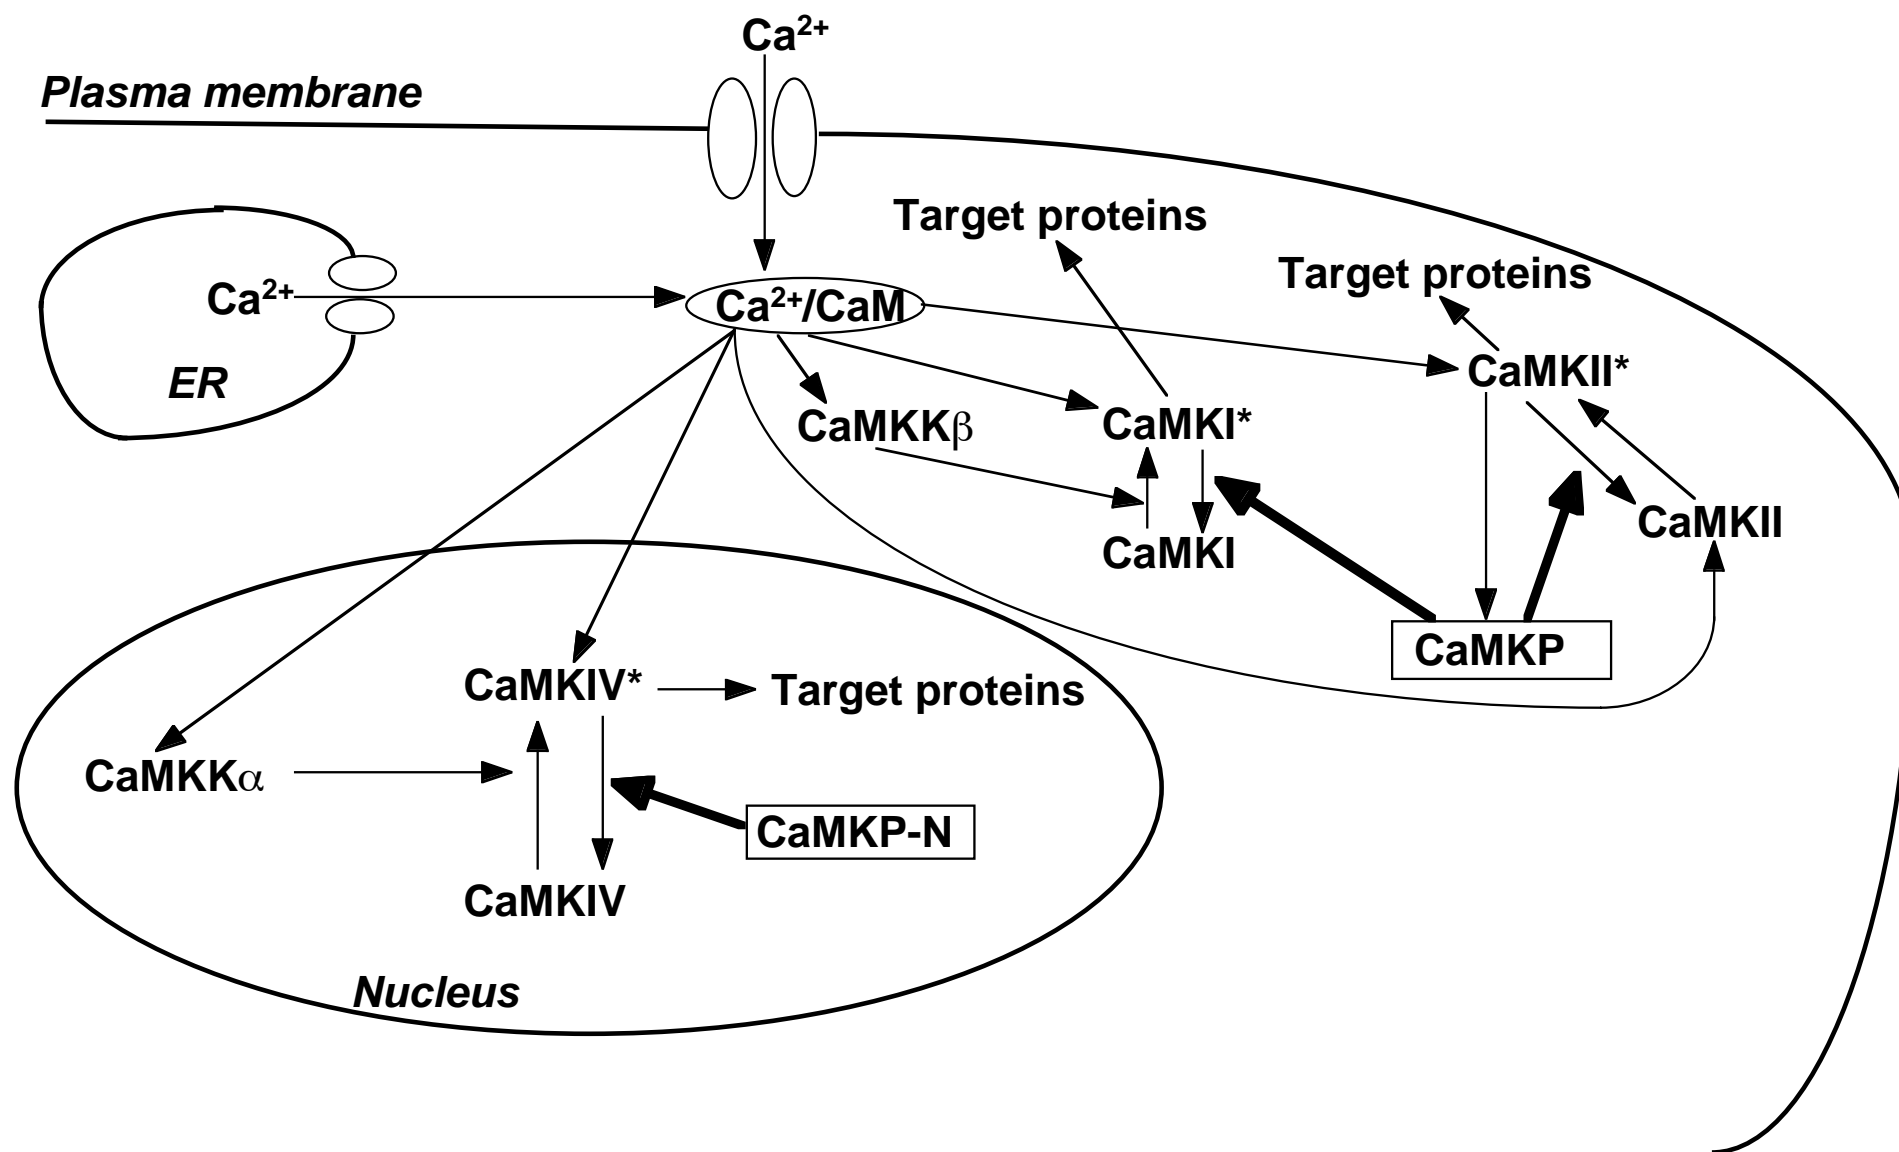 Ca²⁺
Plasma membrane
Target proteins
Target proteins
Ca²⁺
Ca²⁺/CaM
ER
CaMKII*
CaMKKβ
CaMKI*
CaMKII
CaMKI
CaMKP
CaMKIV*
Target proteins
CaMKKα
CaMKP-N
CaMKIV
Nucleus